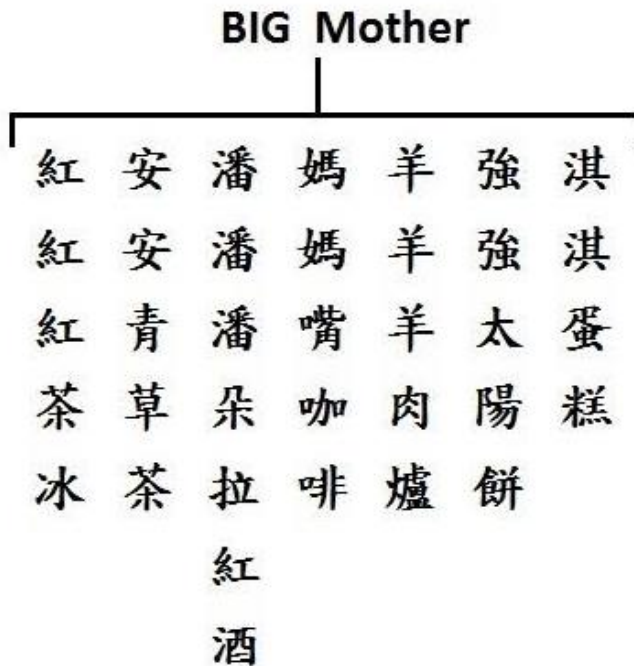 BIG Mother
淇淇蛋糕
強強太陽餅
羊羊羊肉爐
媽媽嘴咖啡
潘潘潘朵拉紅酒
安安青草茶
紅紅紅茶冰